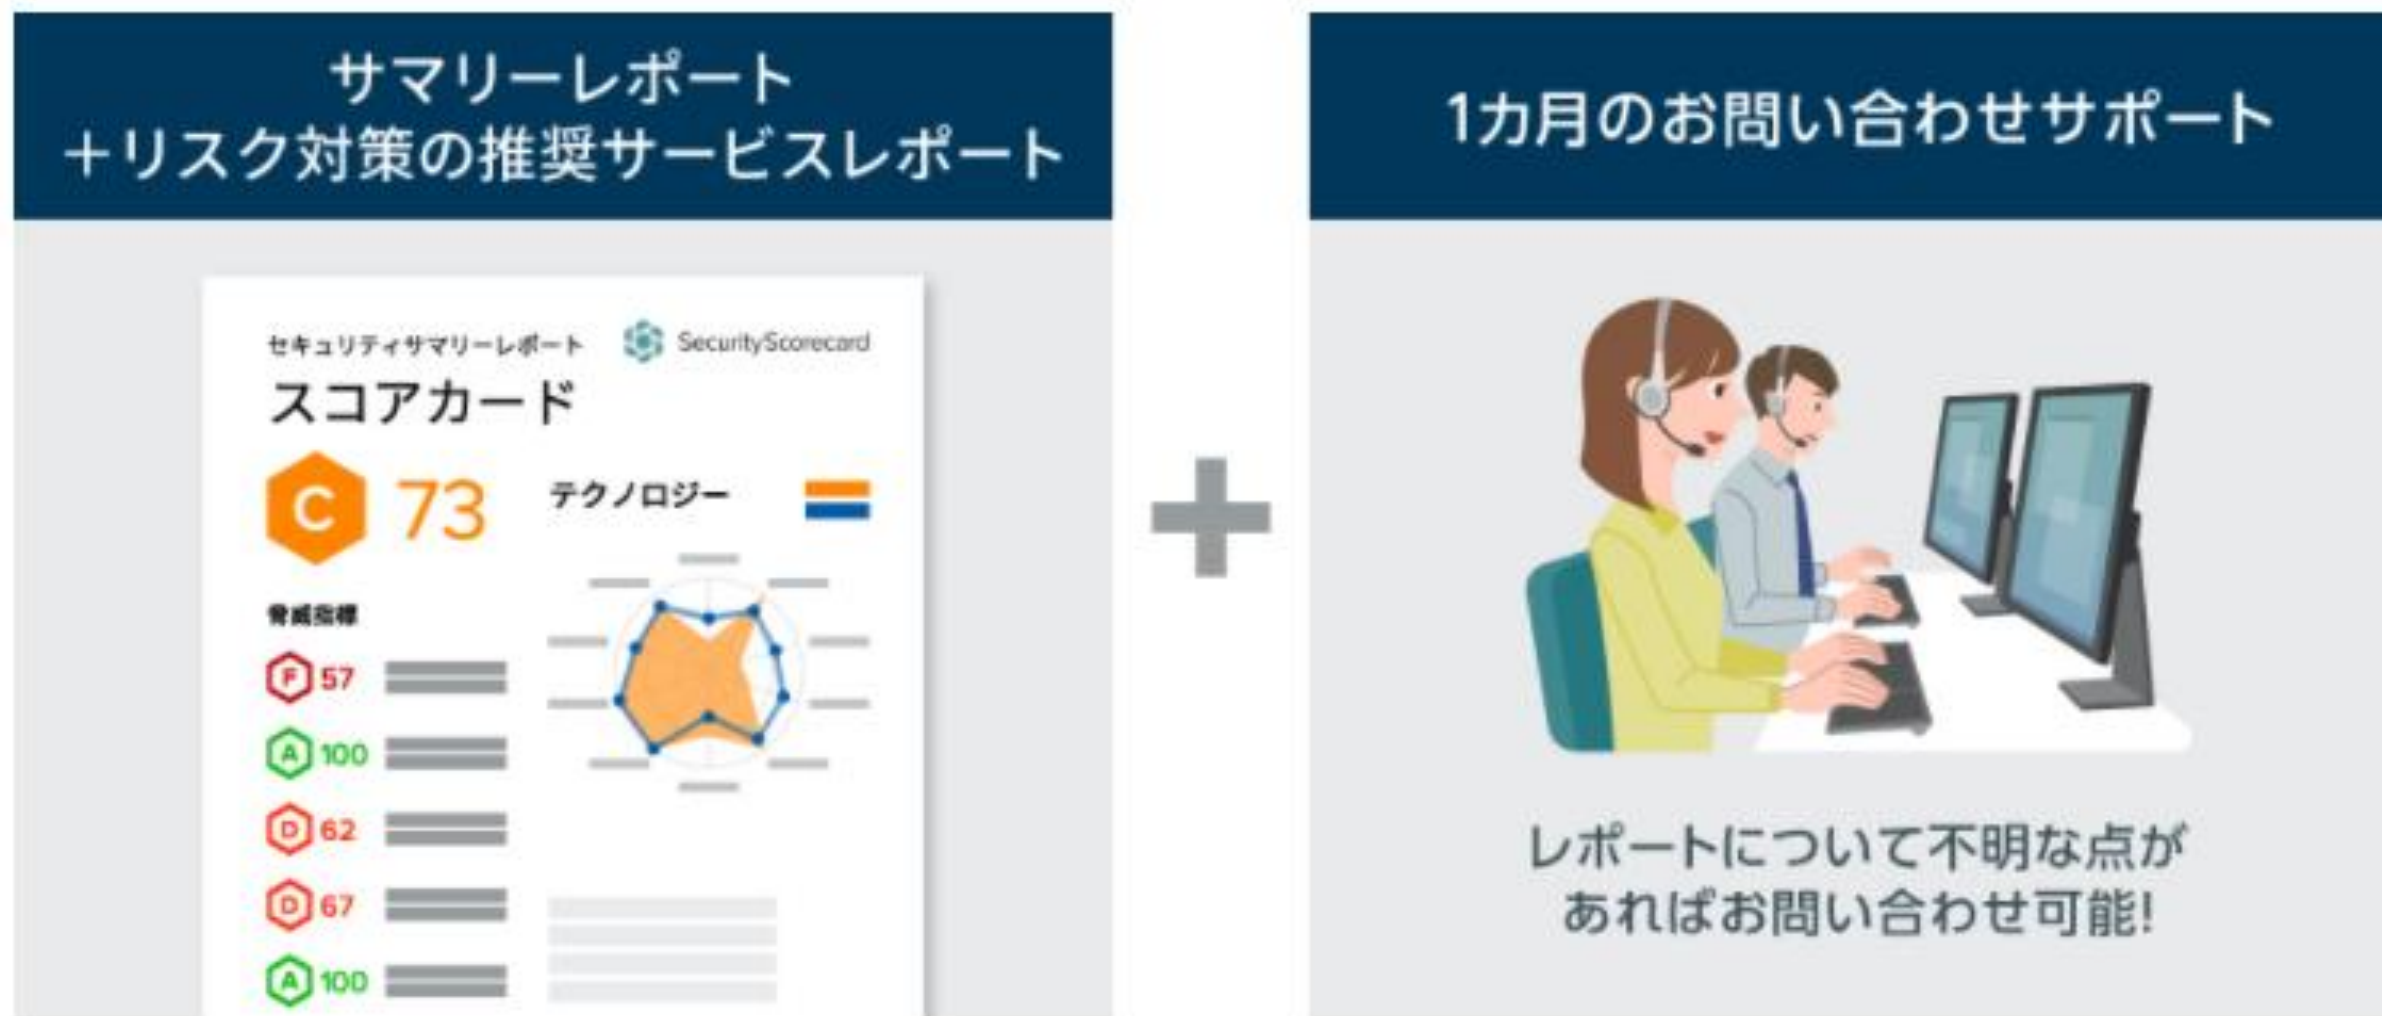 サマリーレポート
＋リスク対策の推奨サービスレポート
セキュリティサマリーレポート
SecurityScorecard
スコアカード
C 73
テクノロジー
脅威指標
F 57
A 100
D 62
D 67
A 100
1カ月のお問い合わせサポート
レポートについて不明な点が
あればお問い合わせ可能!